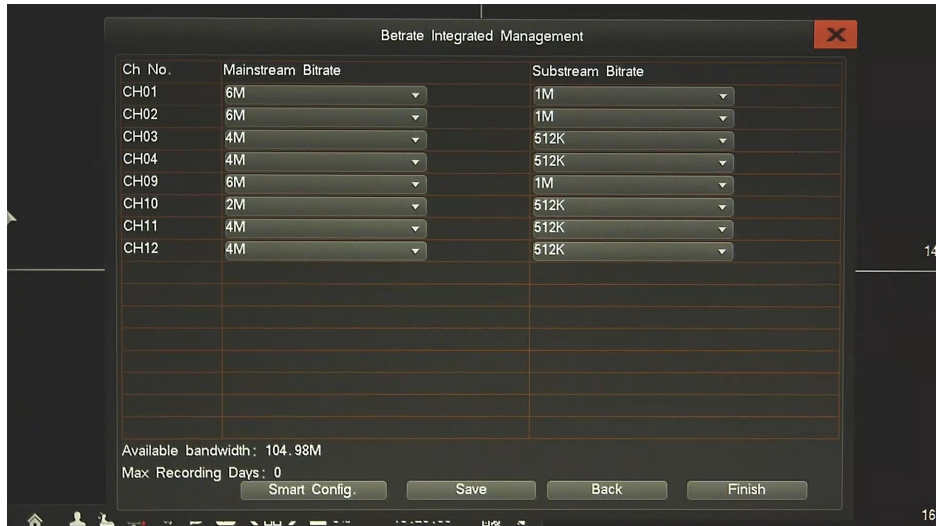 Betrate Integrated Management
Ch No. Mainstream Bitrate Substream Bitrate
CH01 6M 1M
CH02 6M 1M
CH03 4M 512K
CH04 4M 512K
CH09 6M 1M
CH10 2M 512K
CH11 4M 512K
CH12 4M 512K
14
Available bandwidth: 104.98M
Max Recording Days: 0
Smart Config. Save Back Finish
16